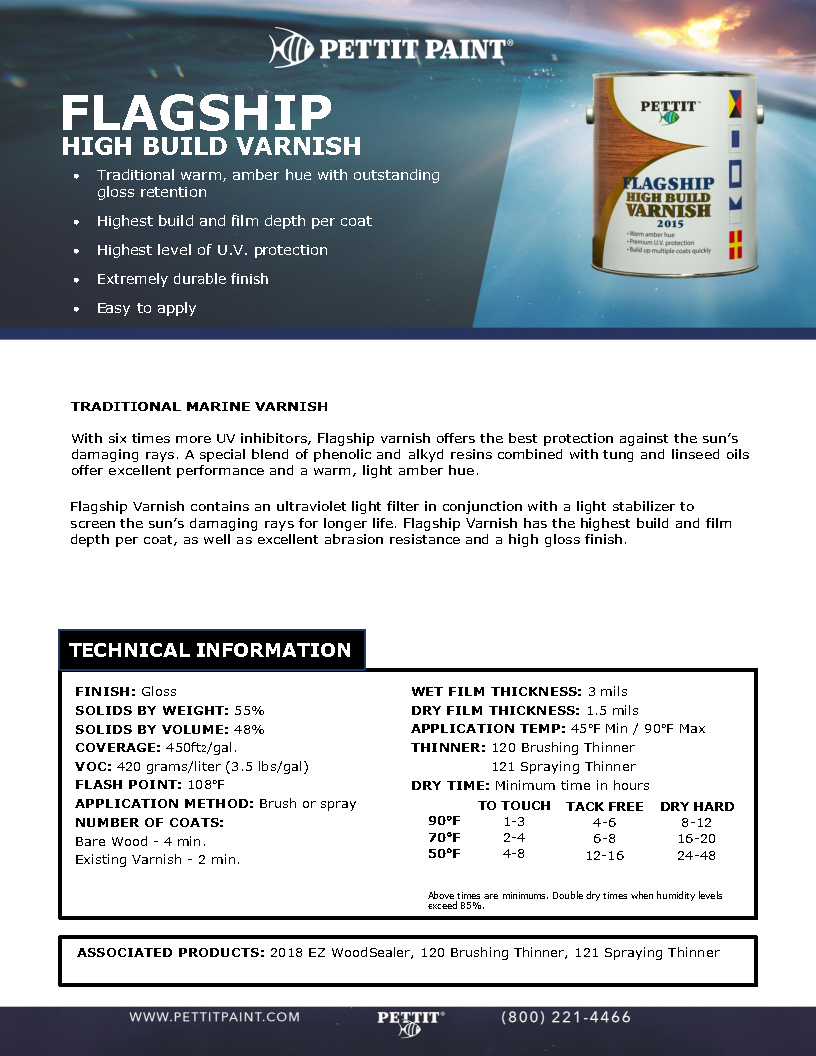 PETTIT PAINT®
FLAGSHIP
HIGH BUILD VARNISH
• Traditional warm, amber hue with outstanding
gloss retention
• Highest build and film depth per coat
• Highest level of U.V. protection
• Extremely durable finish
• Easy to apply
PETTIT™
FLAGSHIP
HIGH BUILD
VARNISH
2015
• Warm amber hue
• Premium U.V. protection
• Build up multiple coats quickly
TRADITIONAL MARINE VARNISH
With six times more UV inhibitors, Flagship varnish offers the best protection against the sun’s
damaging rays. A special blend of phenolic and alkyd resins combined with tung and linseed oils
offer excellent performance and a warm, light amber hue.
Flagship Varnish contains an ultraviolet light filter in conjunction with a light stabilizer to
screen the sun’s damaging rays for longer life. Flagship Varnish has the highest build and film
depth per coat, as well as excellent abrasion resistance and a high gloss finish.
TECHNICAL INFORMATION
FINISH: Gloss
SOLIDS BY WEIGHT: 55%
SOLIDS BY VOLUME: 48%
COVERAGE: 450ft2/gal.
VOC: 420 grams/liter (3.5 lbs/gal)
FLASH POINT: 108°F
APPLICATION METHOD: Brush or spray
NUMBER OF COATS:
Bare Wood - 4 min.
Existing Varnish - 2 min.
WET FILM THICKNESS: 3 mils
DRY FILM THICKNESS: 1.5 mils
APPLICATION TEMP: 45°F Min / 90°F Max
THINNER: 120 Brushing Thinner
121 Spraying Thinner
DRY TIME: Minimum time in hours
TO TOUCH TACK FREE DRY HARD
90°F 1-3 4-6 8-12
70°F 2-4 6-8 16-20
50°F 4-8 12-16 24-48
Above times are minimums. Double dry times when humidity levels
exceed 85%.
ASSOCIATED PRODUCTS: 2018 EZ WoodSealer, 120 Brushing Thinner, 121 Spraying Thinner
WWW.PETTITPAINT.COM PETTIT® (800) 221-4466